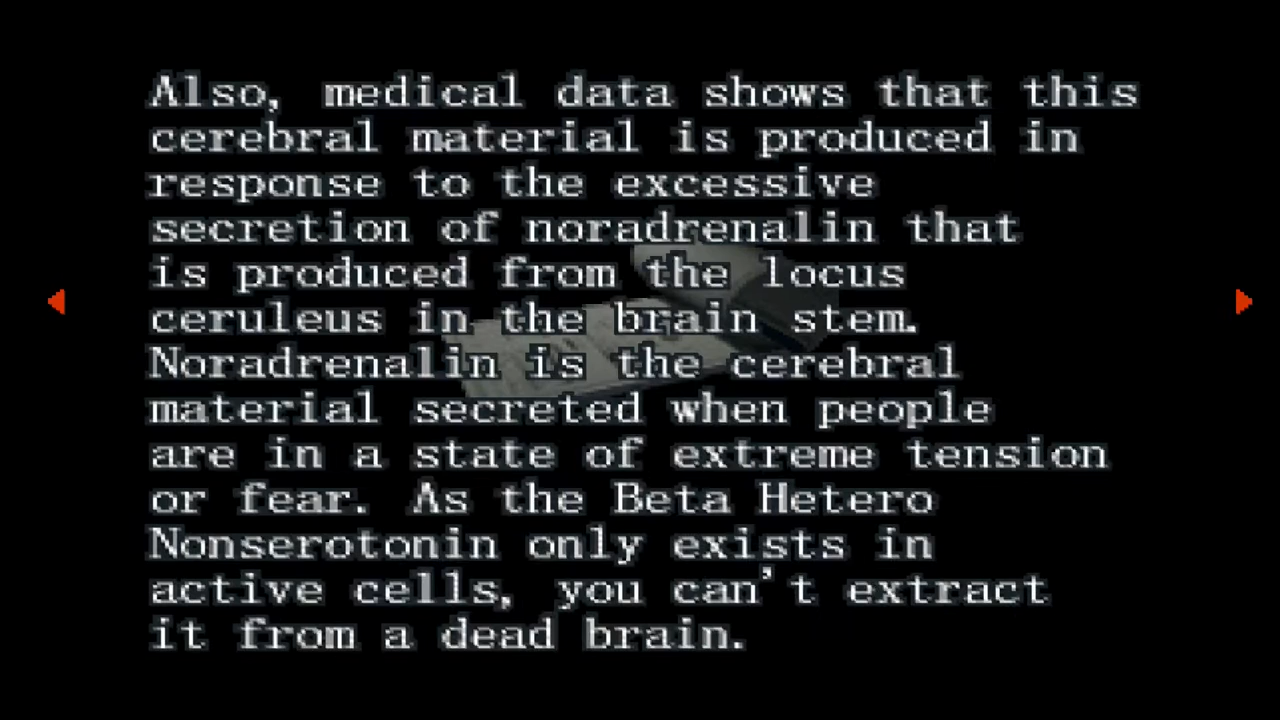 Also, medical data shows that this
cerebral material is produced in
response to the excessive
secretion of noradrenalin that
is produced from the locus
ceruleus in the brain stem.
Noradrenalin is the cerebral
material secreted when people
are in a state of extreme tension
or fear. As the Beta Hetero
Nonserotonin only exists in
active cells, you can't extract
it from a dead brain.